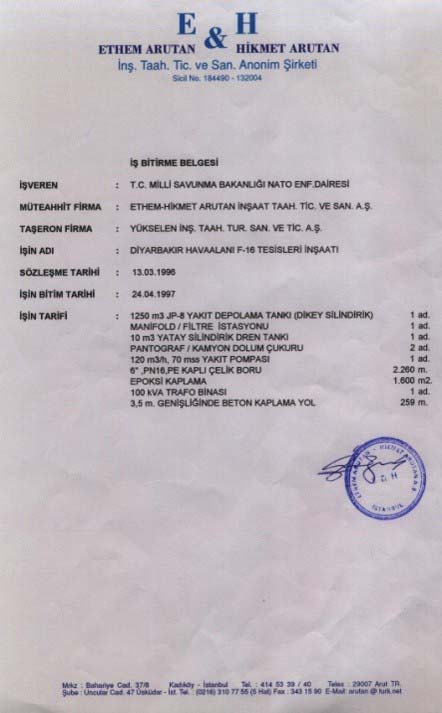 E & H
ETHEM ARUTAN HİKMET ARUTAN
İnş. Taah. Tic. ve San. Anonim Şirketi
Sicil No. 184490 - 132004
İŞ BİTİRME BELGESİ
İŞVEREN : T.C. MİLLİ SAVUNMA BAKANLIĞI NATO ENF.DAİRESİ
MÜTEAHHİT FİRMA : ETHEM-HİKMET ARUTAN İNŞAAT TAAH. TİC. VE SAN. A.Ş.
TAŞERON FİRMA : YÜKSELEN İNŞ. TAAH. TUR. SAN. VE TİC. A.Ş.
İŞİN ADI : DİYARBAKIR HAVAALANI F-16 TESİSLERİ İNŞAATI
SÖZLEŞME TARİHİ : 13.03.1996
İŞİN BİTİM TARİHİ : 24.04.1997
İŞİN TARİFİ : 1250 m3 JP-8 YAKIT DEPOLAMA TANKI (DİKEY SİLİNDİRİK) 1 ad.
MANİFOLD / FİLTRE İSTASYONU 1 ad.
10 m3 YATAY SİLİNDİRİK DREN TANKI 1 ad.
PANTOGRAF / KAMYON DOLUM ÇUKURU 2 ad.
120 m3/h, 70 mss YAKIT POMPASI 1 ad.
6" ,PN16,PE KAPLI ÇELİK BORU 2.260 m.
EPOKSİ KAPLAMA 1.600 m2.
100 kVA TRAFO BİNASI 1 ad.
3,5 m. GENİŞLİĞİNDE BETON KAPLAMA YOL 259 m.
ETHEM ARUTAN - HİKMET ARUTAN A.Ş.
E. H
İSTANBUL
Mrkz : Bahariye Cad. 37/8 Kadıköy - İstanbul Tel. : 414 53 39 / 40 Telex : 29007 Arut TR.
Şube : Uncular Cad. 47 Üsküdar - İst. Tel. : (0216) 310 77 55 (5 Hat) Fax : 343 15 90 E-Mail: arutan @ turk.net